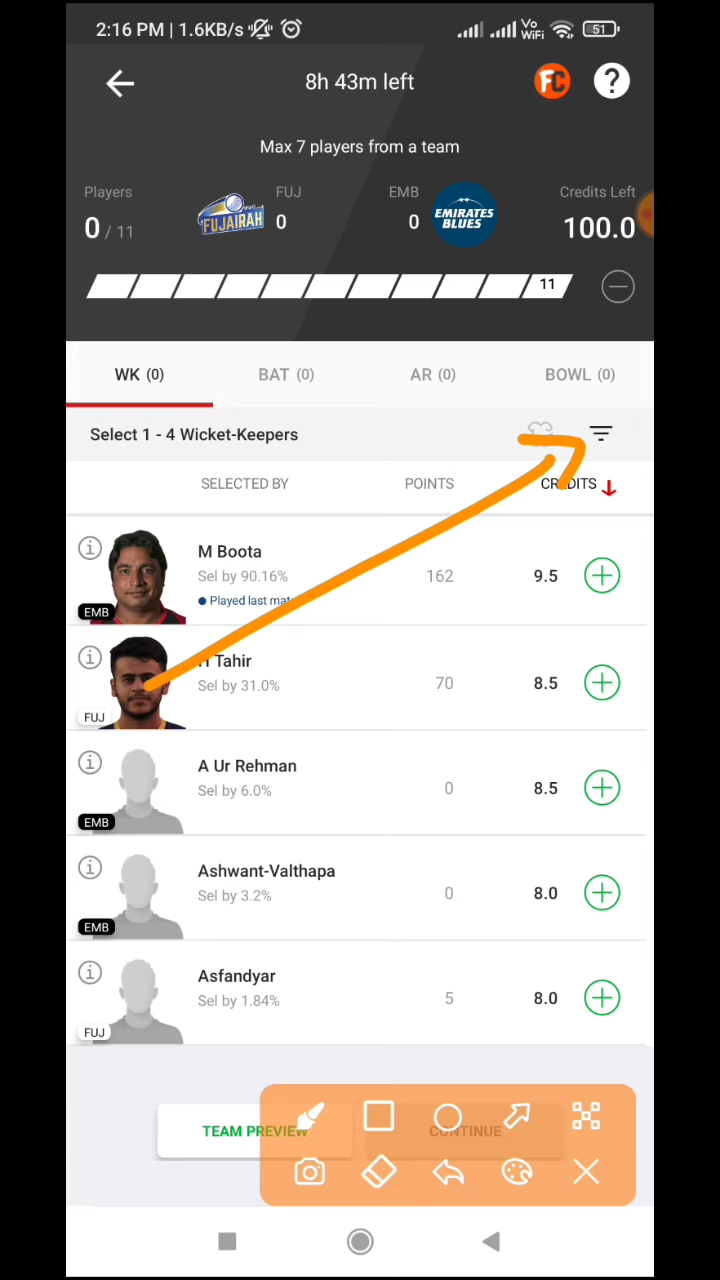 2:16 PM | 1.6KB/s
Vo
WiFi
51
8h 43m left
FC
?
Max 7 players from a team
Players
FUJ
EMB
Credits Left
0 / 11
FUJAIRAH
0
0
EMIRATES
BLUES
100.0
11
WK (0)
BAT (0)
AR (0)
BOWL (0)
Select 1 - 4 Wicket-Keepers
SELECTED BY
POINTS
CREDITS
M Boota
Sel by 90.16%
162
9.5
Played last
EMB
Tahir
Sel by 31.0%
70
8.5
FUJ
A Ur Rehman
Sel by 6.0%
0
8.5
EMB
Ashwant-Valthapa
Sel by 3.2%
0
8.0
EMB
Asfandyar
Sel by 1.84%
5
8.0
FUJ
TEAM PREVIEW
CONTINUE